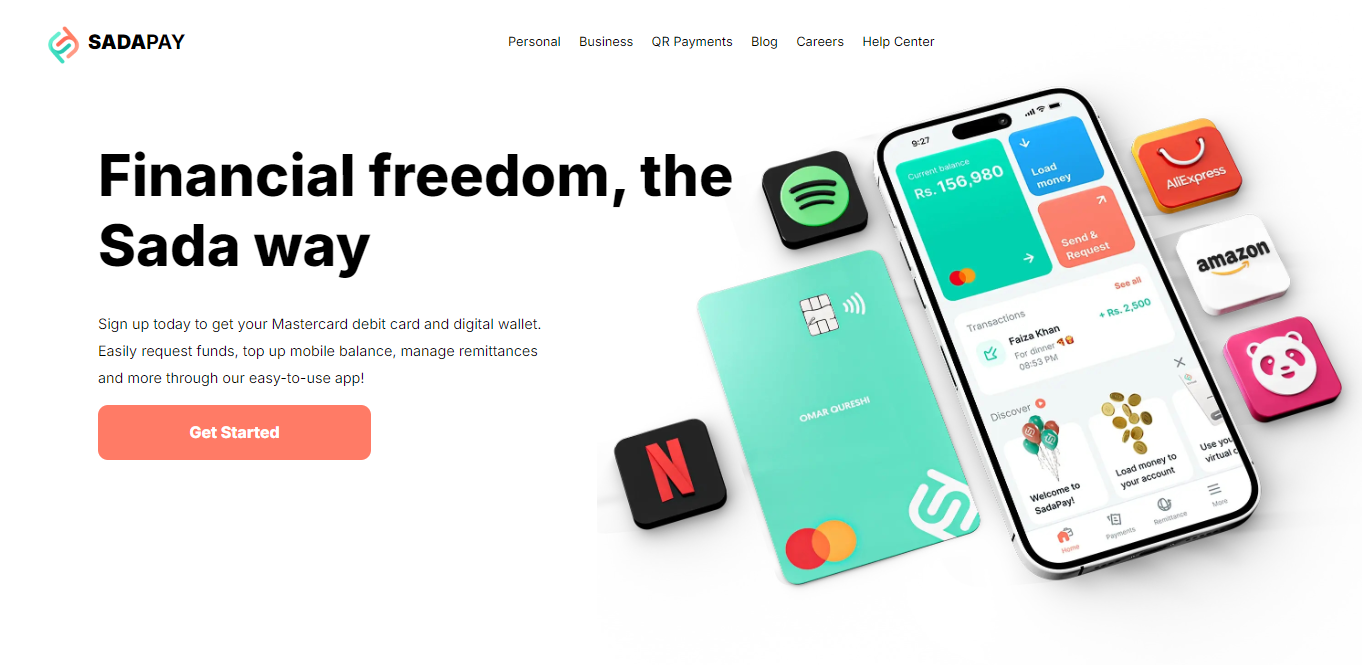 SADAPAY
Personal Business QR Payments Blog Careers Help Center
Financial freedom, the
Sada way
Sign up today to get your Mastercard debit card and digital wallet.
Easily request funds, top up mobile balance, manage remittances
and more through our easy-to-use app!
Get Started
9:27
Current balance
Rs. 156,980
Load
money
Send &
Request
Transactions
See all
Faiza Khan
+ Rs. 2,500
For dinner
08:53 PM
Discover
Welcome to
SadaPay!
Load money to
your account
Use you
virtual c
Home
Payments
Remittance
More
OMAR QURESHI
N
AliExpress
amazon